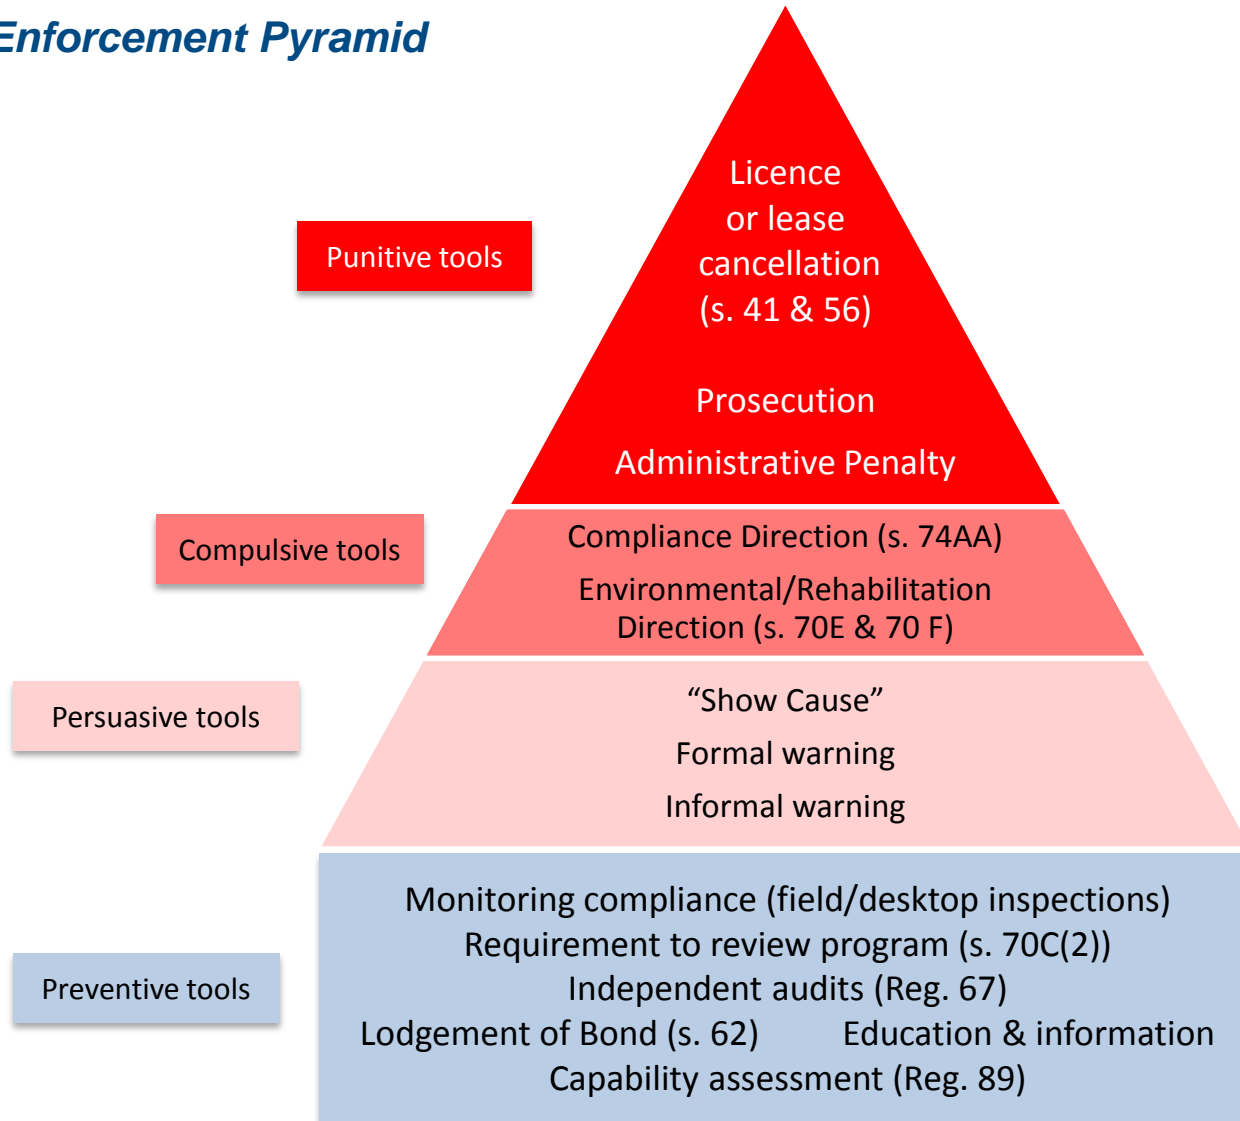 Enforcement Pyramid
Licence
or lease
cancellation
(s. 41 & 56)
Prosecution
Administrative Penalty
Punitive tools
Compliance Direction (s. 74AA)
Environmental/Rehabilitation
Direction (s. 70E & 70 F)
Compulsive tools
“Show Cause”
Formal warning
Informal warning
Persuasive tools
Monitoring compliance (field/desktop inspections)
Requirement to review program (s. 70C(2))
Independent audits (Reg. 67)
Lodgement of Bond (s. 62) Education & information
Capability assessment (Reg. 89)
Preventive tools